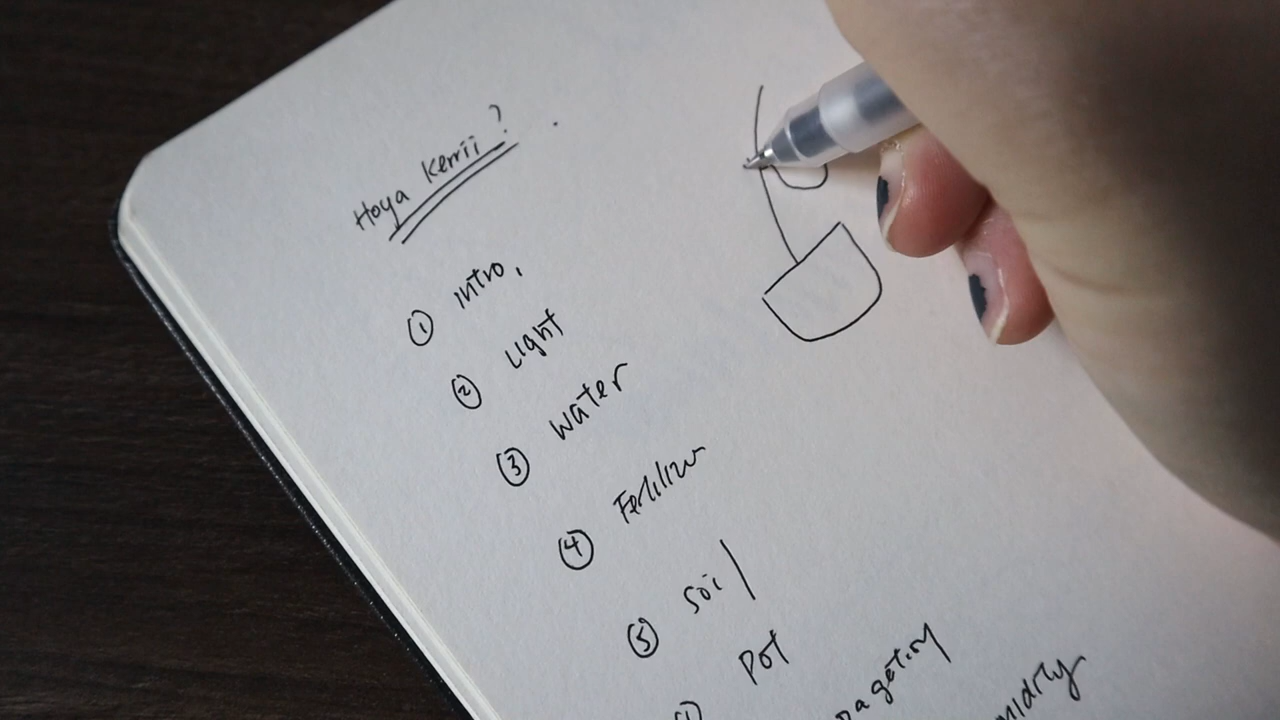 Hoya Kerrii?
① Intro.
② Light
③ Water
④ Fertilizer
⑤ Soil
Pot